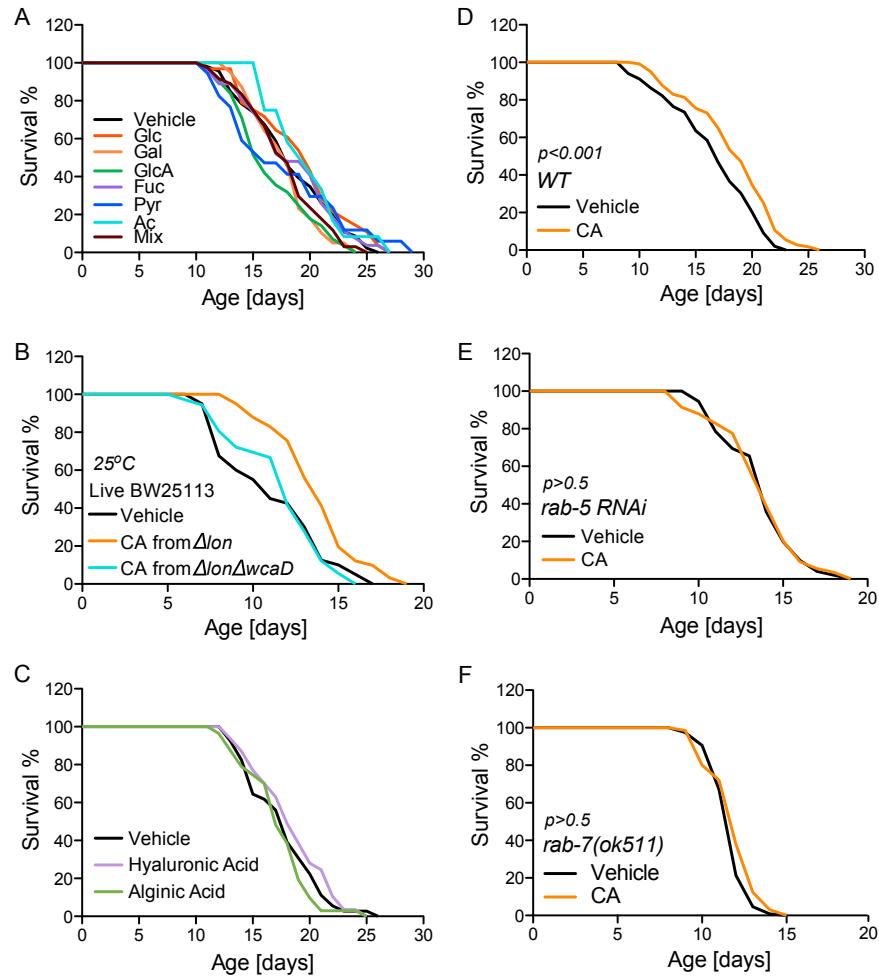 A
Survival %
120
100
80
60
40
20
0
Vehicle
Glc
Gal
GlcA
Fuc
Pyr
Ac
Mix
0 5 10 15 20 25 30
Age [days]
B
Survival %
120
100
80
60
40
20
0
25°C
Live BW25113
Vehicle
CA from Δlon
CA from ΔlonΔwcaD
0 5 10 15 20
Age [days]
C
Survival %
120
100
80
60
40
20
0
Vehicle
Hyaluronic Acid
Alginic Acid
0 5 10 15 20 25 30
Age [days]
D
Survival %
120
100
80
60
40
20
0
p<0.001
WT
Vehicle
CA
0 5 10 15 20 25 30
Age [days]
E
Survival %
120
100
80
60
40
20
0
p>0.5
rab-5 RNAi
Vehicle
CA
0 5 10 15 20
Age [days]
F
Survival %
120
100
80
60
40
20
0
p>0.5
rab-7(ok511)
Vehicle
CA
0 5 10 15 20
Age [days]